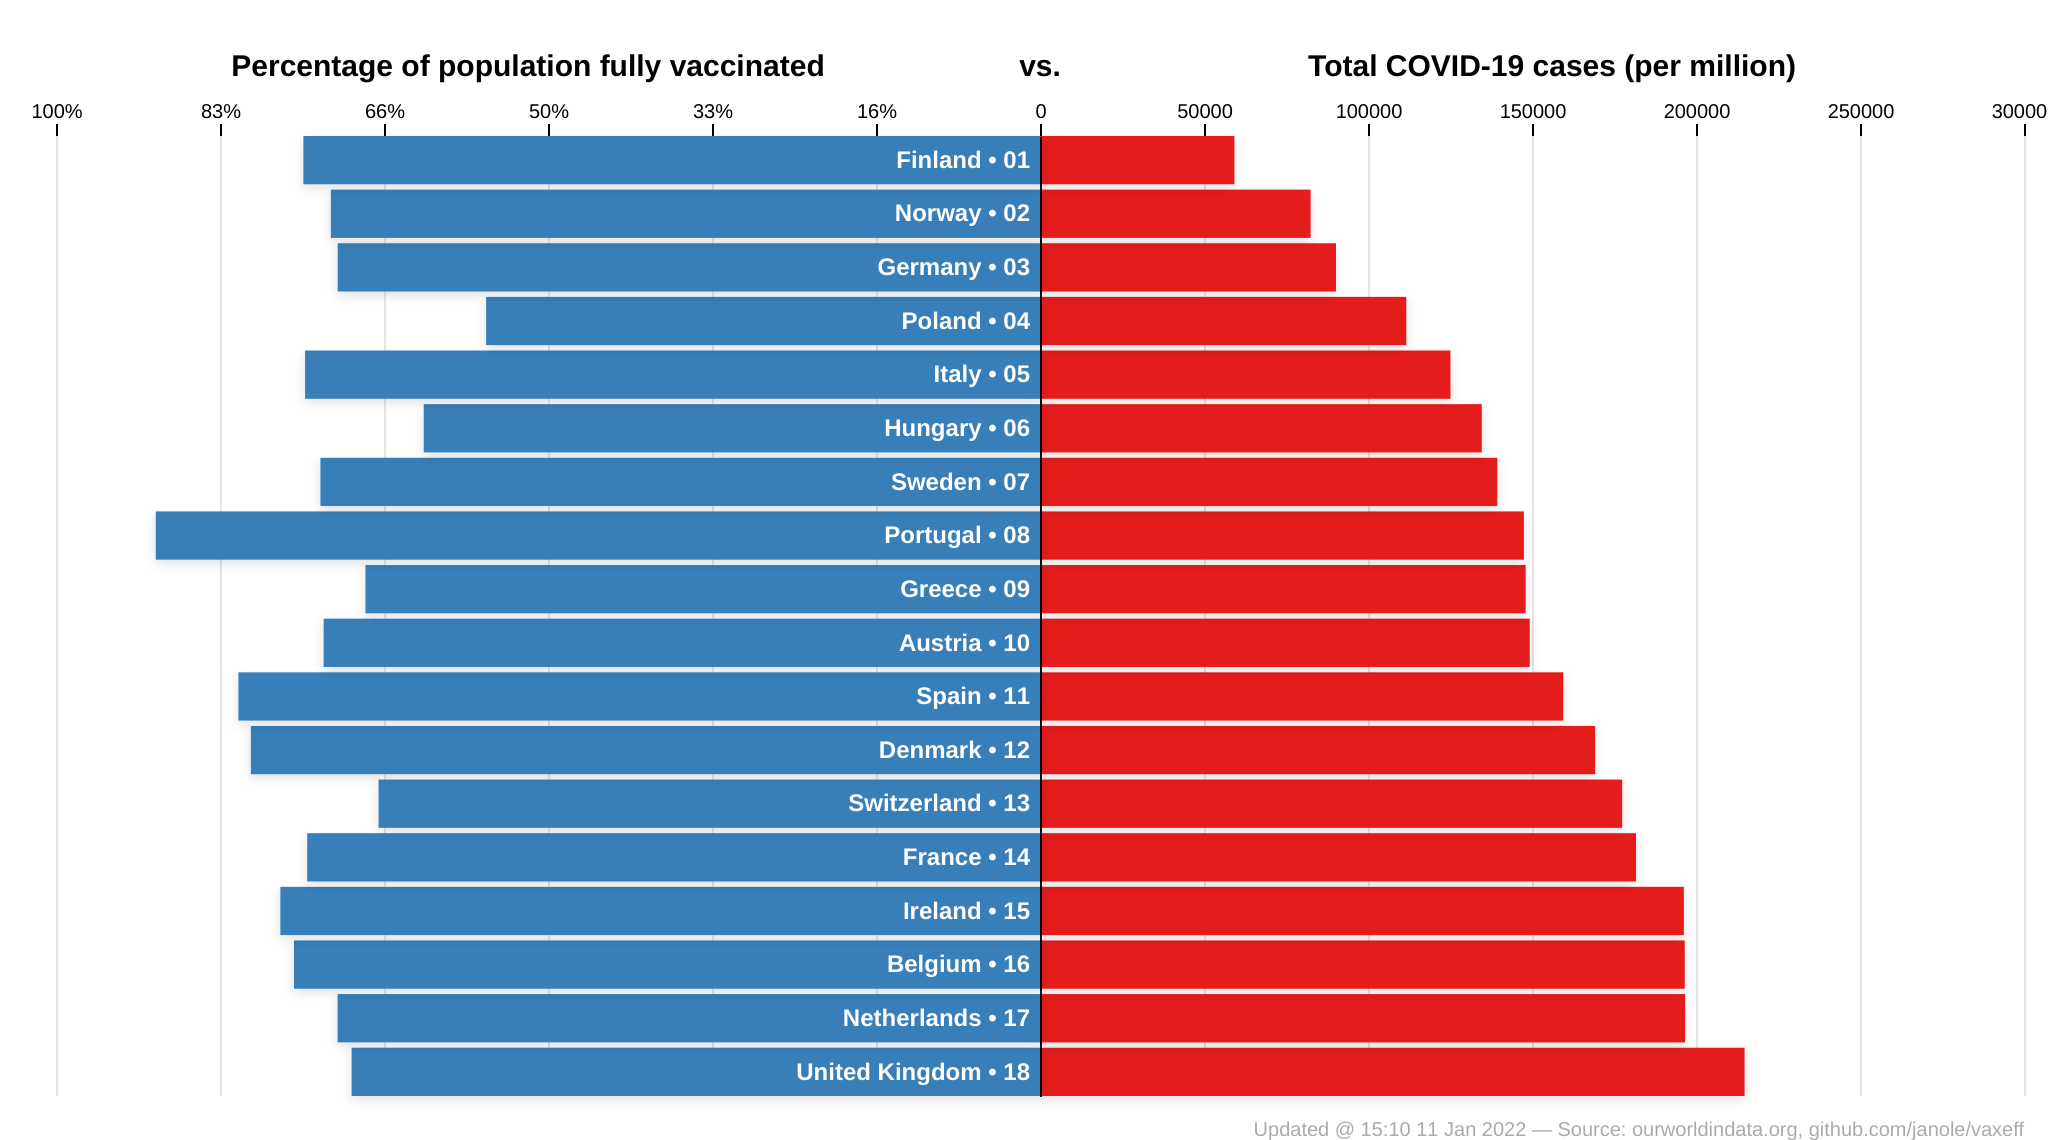 Percentage of population fully vaccinated vs. Total COVID-19 cases (per million)
100% 83% 66% 50% 33% 16% 0 50000 100000 150000 200000 250000 30000
Finland • 01
Norway • 02
Germany • 03
Poland • 04
Italy • 05
Hungary • 06
Sweden • 07
Portugal • 08
Greece • 09
Austria • 10
Spain • 11
Denmark • 12
Switzerland • 13
France • 14
Ireland • 15
Belgium • 16
Netherlands • 17
United Kingdom • 18
Updated @ 15:10 11 Jan 2022 — Source: ourworldindata.org, github.com/janole/vaxeff